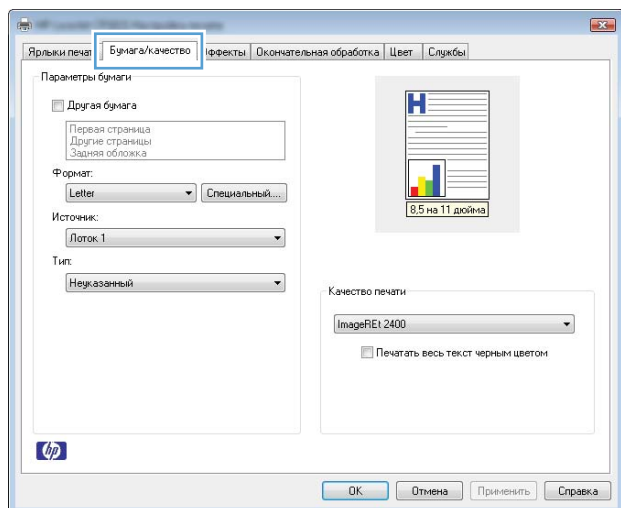 Ярлыки печат Бумага/качество ффекты Окончательная обработка Цвет Службы
Параметры бумаги
Другая бумага
Первая страница
Другие страницы
Задняя обложка
Формат:
Letter Специальный...
Источник:
Лоток 1
Тип:
Неуказанный
H
8,5 на 11 дюйма
Качество печати
ImageREt 2400
Печатать весь текст черным цветом
hp
OK Отмена Применить Справка